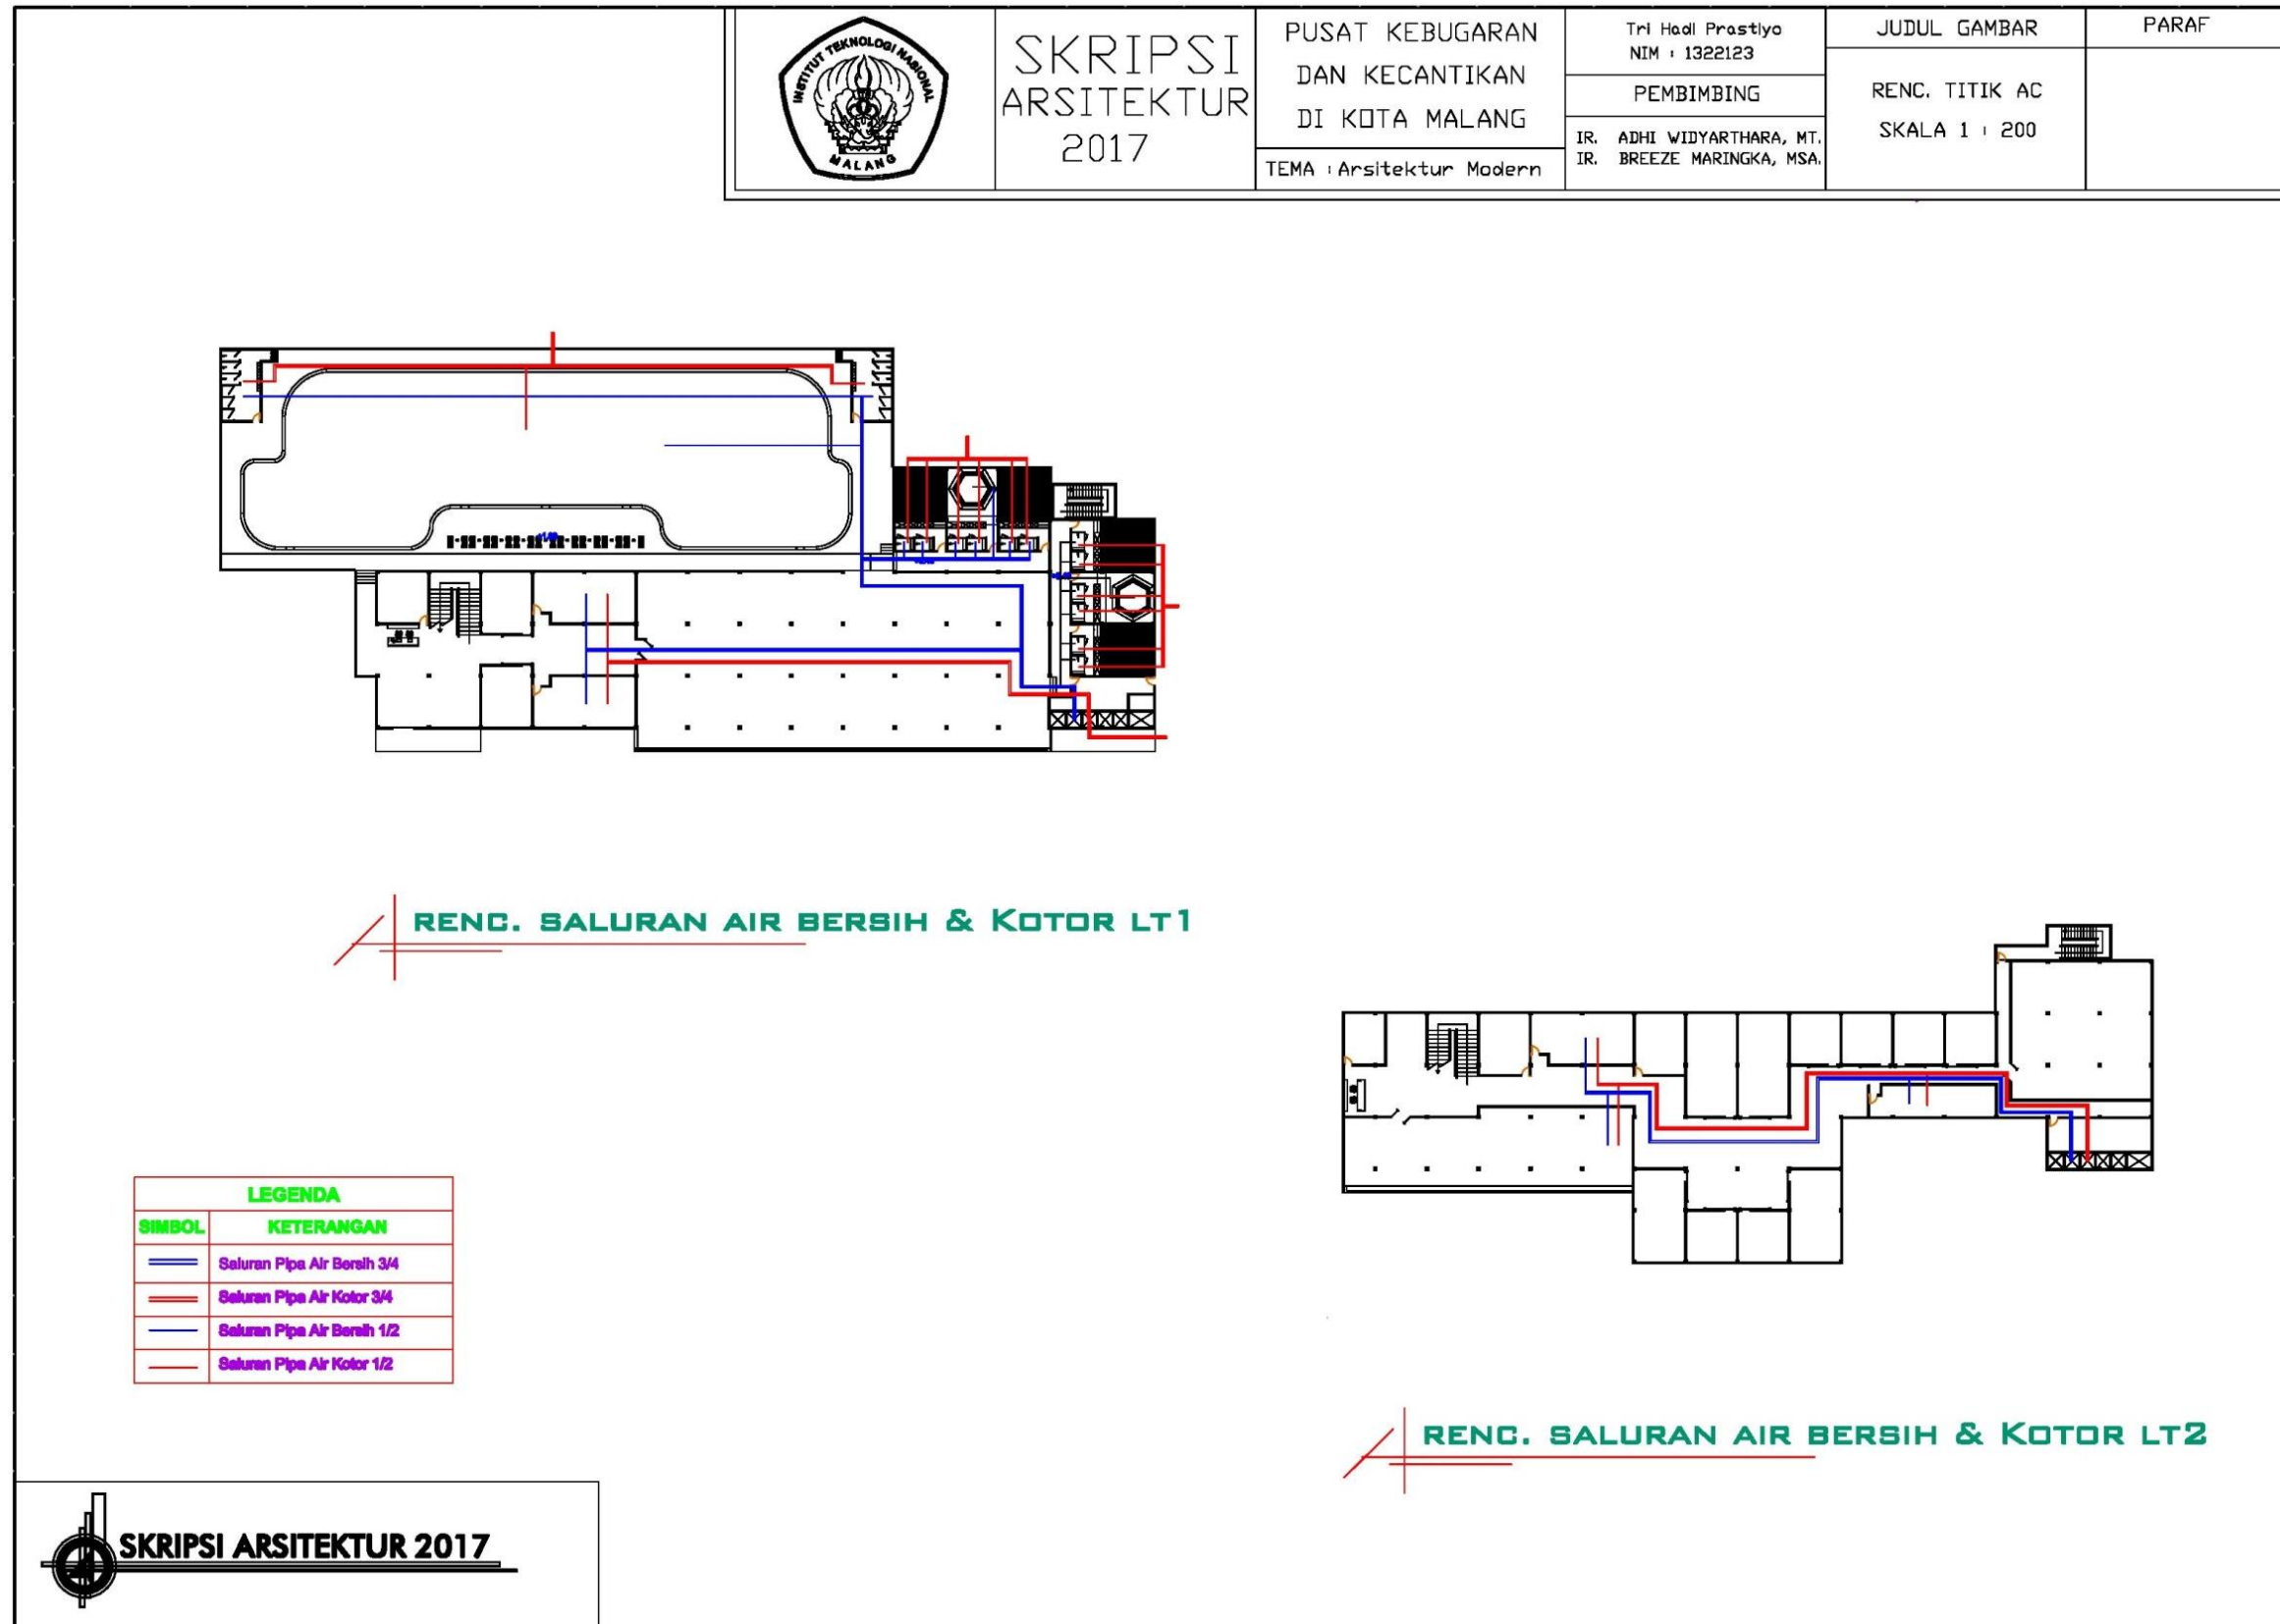 INSTITUT TEKNOLOGI NASIONAL
MALANG
SKRIPSI
ARSITEKTUR
2017
PUSAT KEBUGARAN
DAN KECANTIKAN
DI KOTA MALANG
TEMA : Arsitektur Modern
Tri Hadi Prastiyo
NIM : 1322123
PEMBIMBING
IR. ADHI WIDYARTHARA, MT.
IR. BREEZE MARINGKA, MSA.
JUDUL GAMBAR
RENC. TITIK AC
SKALA 1 : 200
PARAF
RENC. SALURAN AIR BERSIH & KOTOR LT1
LEGENDA
SIMBOL KETERANGAN
Saluran Pipa Air Bersih 3/4
Saluran Pipa Air Kotor 3/4
Saluran Pipa Air Bersih 1/2
Saluran Pipa Air Kotor 1/2
RENC. SALURAN AIR BERSIH & KOTOR LT2
SKRIPSI ARSITEKTUR 2017